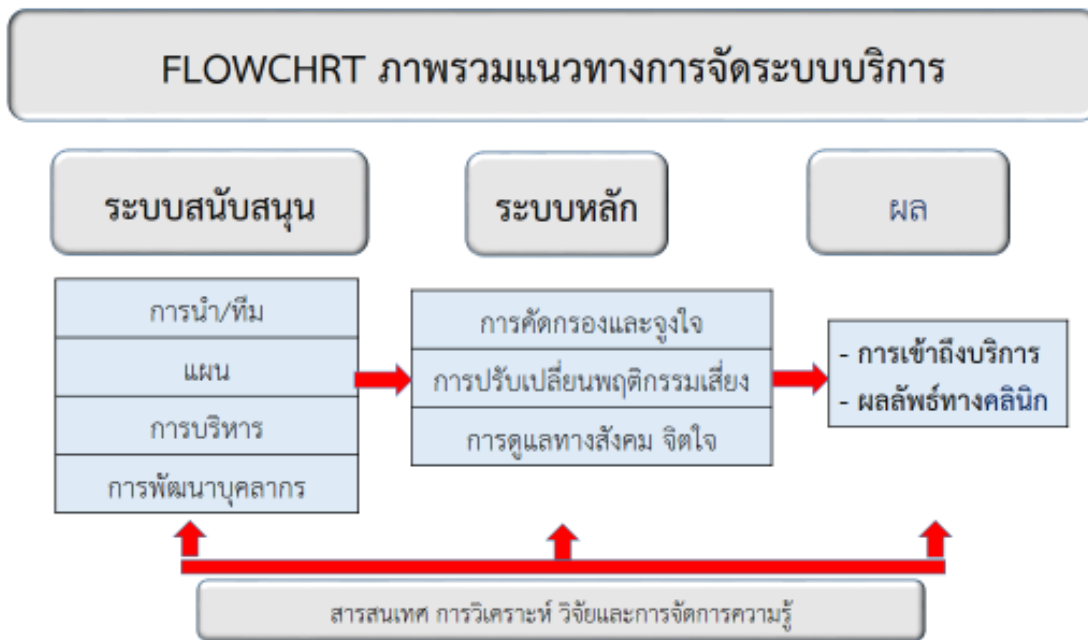 FLOWCHRT ภาพรวมแนวทางการจัดระบบบริการ
ระบบสนับสนุน
ระบบหลัก
ผล
การนำ/ทีม
แผน
การบริหาร
การพัฒนาบุคลากร
การคัดกรองและจูงใจ
การปรับเปลี่ยนพฤติกรรมเสี่ยง
การดูแลทางสังคม จิตใจ
- การเข้าถึงบริการ
- ผลลัพธ์ทางคลินิก
สารสนเทศ การวิเคราะห์ วิจัยและการจัดการความรู้